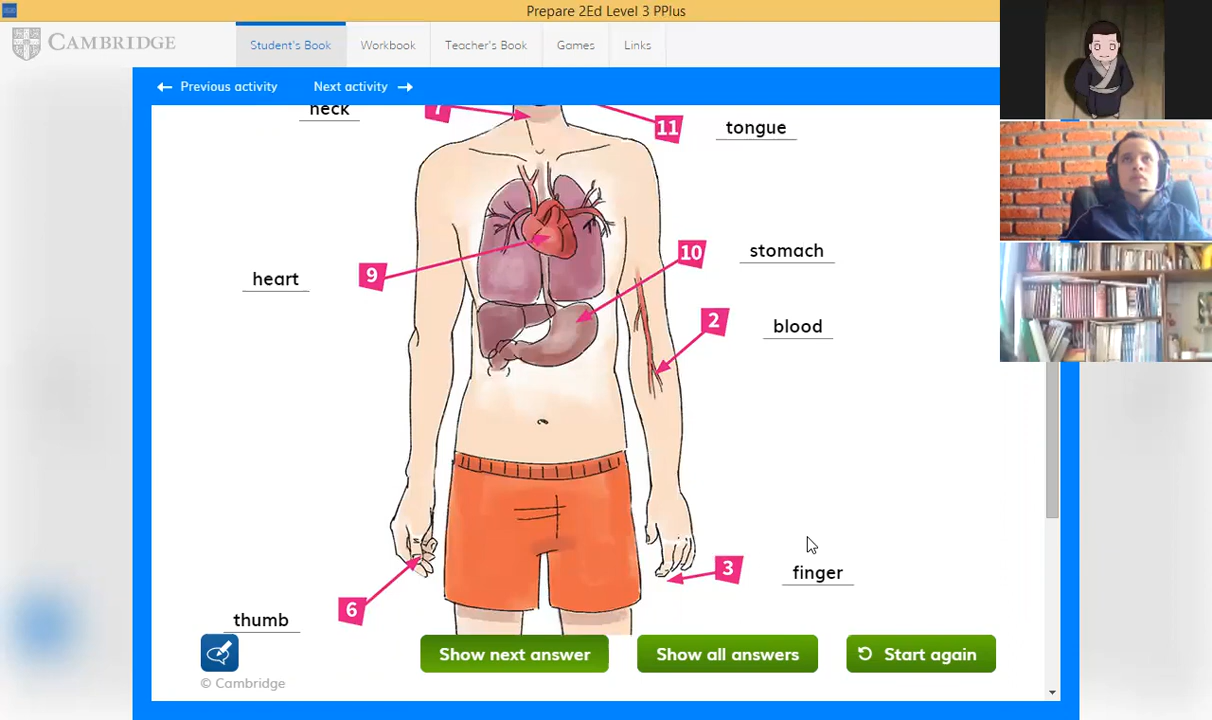 Prepare 2Ed Level 3 PPlus
CAMBRIDGE
Student's Book
Workbook
Teacher's Book
Games
Links
Previous activity
Next activity
neck
7
11
tongue
10
stomach
heart
9
2
blood
3
finger
6
thumb
Show next answer
Show all answers
Start again
© Cambridge